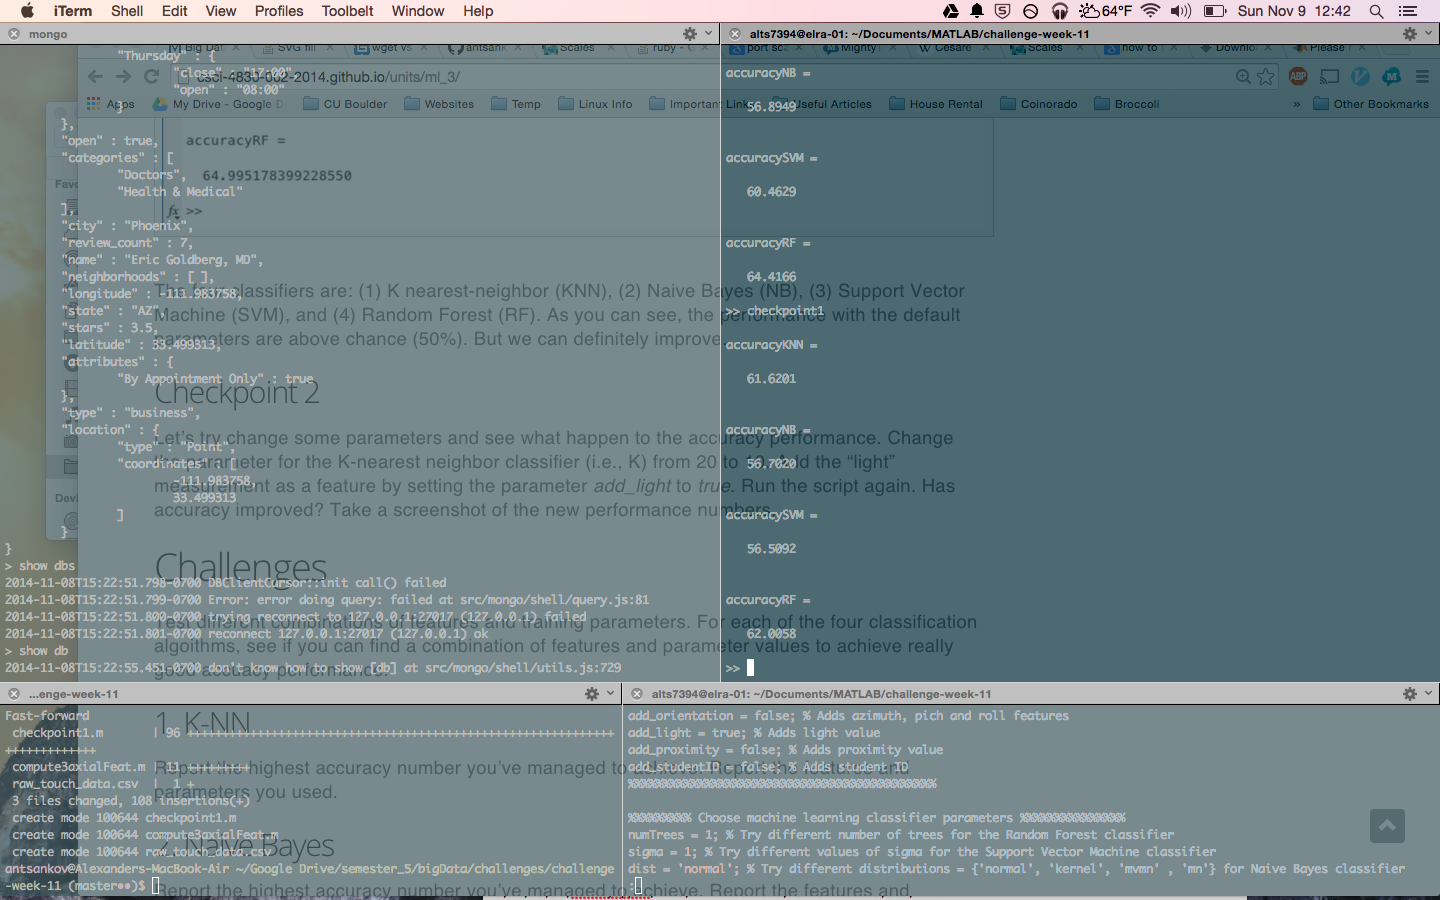 iTerm Shell Edit View Profiles Toolbelt Window Help 64°F Sun Nov 9 12:42
mongo
"Thursday" : {
"close" : "17:00",
"open" : "08:00"
}
},
"open" : true,
"categories" : [
"Doctors",
"Health & Medical"
],
"city" : "Phoenix",
"review_count" : 7,
"name" : "Eric Goldberg, MD",
"neighborhoods" : [ ],
"longitude" : -111.983758,
"state" : "AZ",
"stars" : 3.5,
"latitude" : 33.499313,
"attributes" : {
"By Appointment Only" : true
},
"type" : "business",
"location" : {
"type" : "Point",
"coordinates" : [
-111.983758,
33.499313
]
}
}
> show dbs
2014-11-08T15:22:51.798-0700 DBClientCursor::init call() failed
2014-11-08T15:22:51.799-0700 Error: error doing query: failed at src/mongo/shell/query.js:81
2014-11-08T15:22:51.800-0700 trying reconnect to 127.0.0.1:27017 (127.0.0.1) failed
2014-11-08T15:22:51.801-0700 reconnect 127.0.0.1:27017 (127.0.0.1) ok
> show db
2014-11-08T15:22:55.451-0700 don't know how to show [db] at src/mongo/shell/utils.js:729
Big Dat SVG fil wget vs antsank Scales ruby - port sc Mighty Cesare Scales how to Downlo Please
csci-4830-002-2014.github.io/units/ml_3/
Apps My Drive - Google D CU Boulder Websites Temp Linux Info Important Link Useful Articles House Rental Coinorado Broccoli » Other Bookmarks
Favo
Devi
accuracyRF =
64.995178399228550
fx >>
The four classifiers are: (1) K nearest-neighbor (KNN), (2) Naive Bayes (NB), (3) Support Vector
Machine (SVM), and (4) Random Forest (RF). As you can see, the performance with the default
parameters are above chance (50%). But we can definitely improve.
Checkpoint 2
Let's try change some parameters and see what happen to the accuracy performance. Change
the parameter for the K-nearest neighbor classifier (i.e., K) from 20 to 10. Add the "light"
measurement as a feature by setting the parameter add_light to true. Run the script again. Has
accuracy improved? Take a screenshot of the new performance numbers.
Challenges
Test different combinations of features and training parameters. For each of the four classification
algoithms, see if you can find a combination of features and parameter values to achieve really
good accuacy performance.
1. K-NN
Report the highest accuracy number you've managed to achieve. Report the features and
parameters you used.
2. Naive Bayes
Report the highest accuracy number you've managed to achieve. Report the features and
alts7394@elra-01: ~/Documents/MATLAB/challenge-week-11
accuracyNB =
56.8949
accuracySVM =
60.4629
accuracyRF =
64.4166
>> checkpoint1
accuracyKNN =
61.6201
accuracyNB =
56.7020
accuracySVM =
56.5092
accuracyRF =
62.0058
>>
...enge-week-11
Fast-forward
checkpoint1.m | 96 +++++++++++++++++++++++++++++++++++++++++++++++++++++++++++++
+++++++++++++
compute3axialFeat.m | 11 +++++++++
raw_touch_data.csv | 1 +
3 files changed, 108 insertions(+)
create mode 100644 checkpoint1.m
create mode 100644 compute3axialFeat.m
create mode 100644 raw_touch_data.csv
antsankov@Alexanders-MacBook-Air ~/Google Drive/semester_5/bigData/challenges/challenge
-week-11 (master●●)$
alts7394@elra-01: ~/Documents/MATLAB/challenge-week-11
add_orientation = false; % Adds azimuth, pich and roll features
add_light = true; % Adds light value
add_proximity = false; % Adds proximity value
add_studentID = false; % Adds student ID
%%%%%%%%%%%%%%%%%%%%%%%%%%%%%%%%%%%%%%%%%%%%
%%%%%%%%% Choose machine learning classifier parameters %%%%%%%%%%%%%%%
numTrees = 1; % Try different number of trees for the Random Forest classifier
sigma = 1; % Try different values of sigma for the Support Vector Machine classifier
dist = 'normal'; % Try different distributions = {'normal', 'kernel', 'mvmn' , 'mn'} for Naive Bayes classifier
: